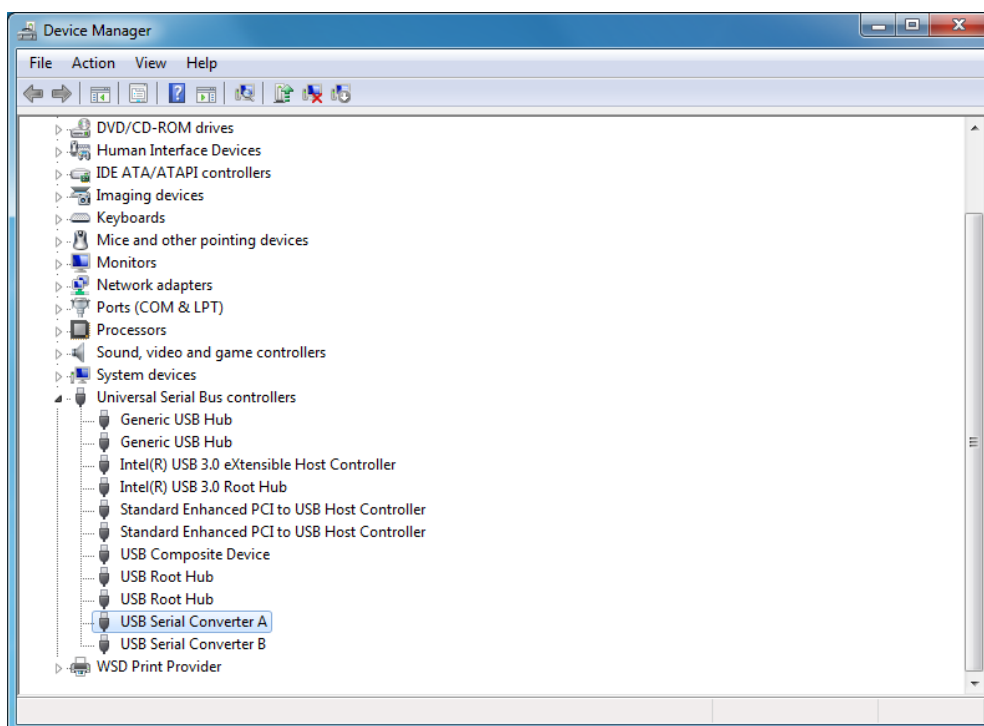 Device Manager
File Action View Help
DVD/CD-ROM drives
Human Interface Devices
IDE ATA/ATAPI controllers
Imaging devices
Keyboards
Mice and other pointing devices
Monitors
Network adapters
Ports (COM & LPT)
Processors
Sound, video and game controllers
System devices
Universal Serial Bus controllers
Generic USB Hub
Generic USB Hub
Intel(R) USB 3.0 eXtensible Host Controller
Intel(R) USB 3.0 Root Hub
Standard Enhanced PCI to USB Host Controller
Standard Enhanced PCI to USB Host Controller
USB Composite Device
USB Root Hub
USB Root Hub
USB Serial Converter A
USB Serial Converter B
WSD Print Provider